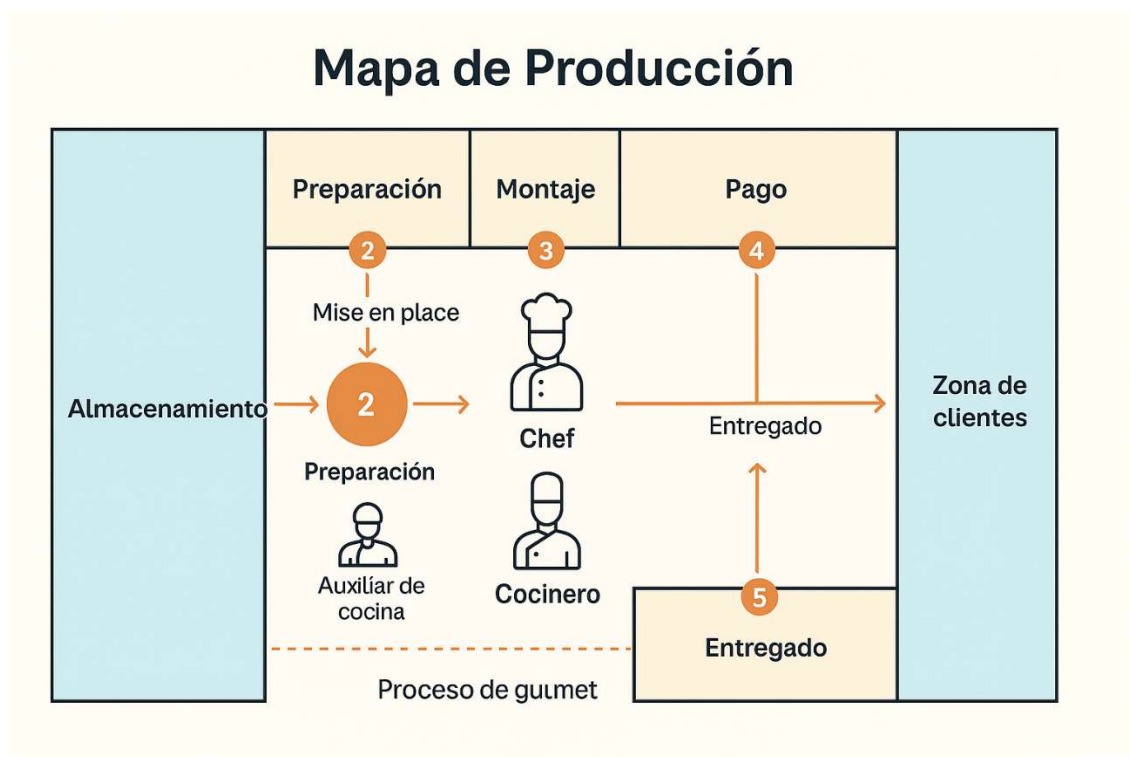 Mapa de Producción
Preparación
Montaje
Pago
2
3
4
Mise en place
Almacenamiento
2
Preparación
Auxilíar de
cocina
Chef
Cocinero
Entregado
Zona de
clientes
5
Entregado
Proceso de guumet